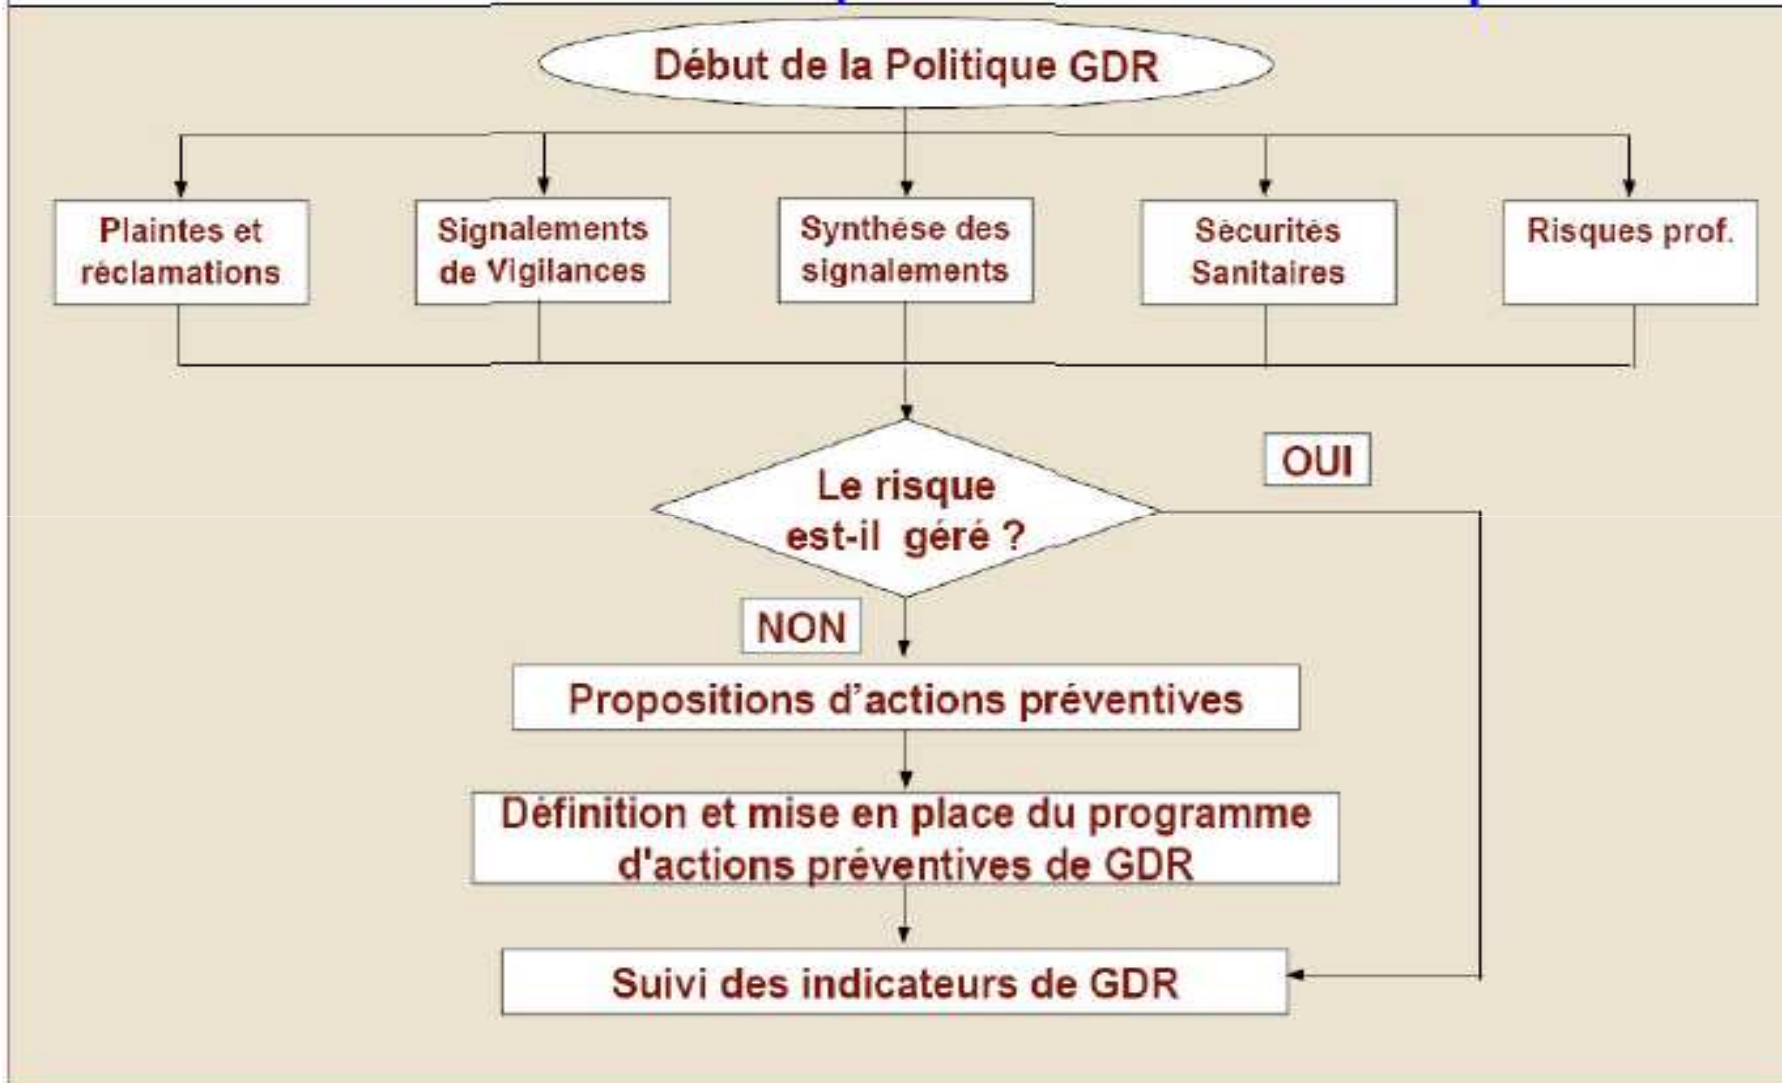 Début de la Politique GDR
Plaintes et
réclamations
Signalements
de Vigilances
Synthése des
signalements
Sécurités
Sanitaires
Risques prof.
Le risque
est-il géré ?
OUI
NON
Propositions d’actions préventives
Définition et mise en place du programme
d'actions préventives de GDR
Suivi des indicateurs de GDR